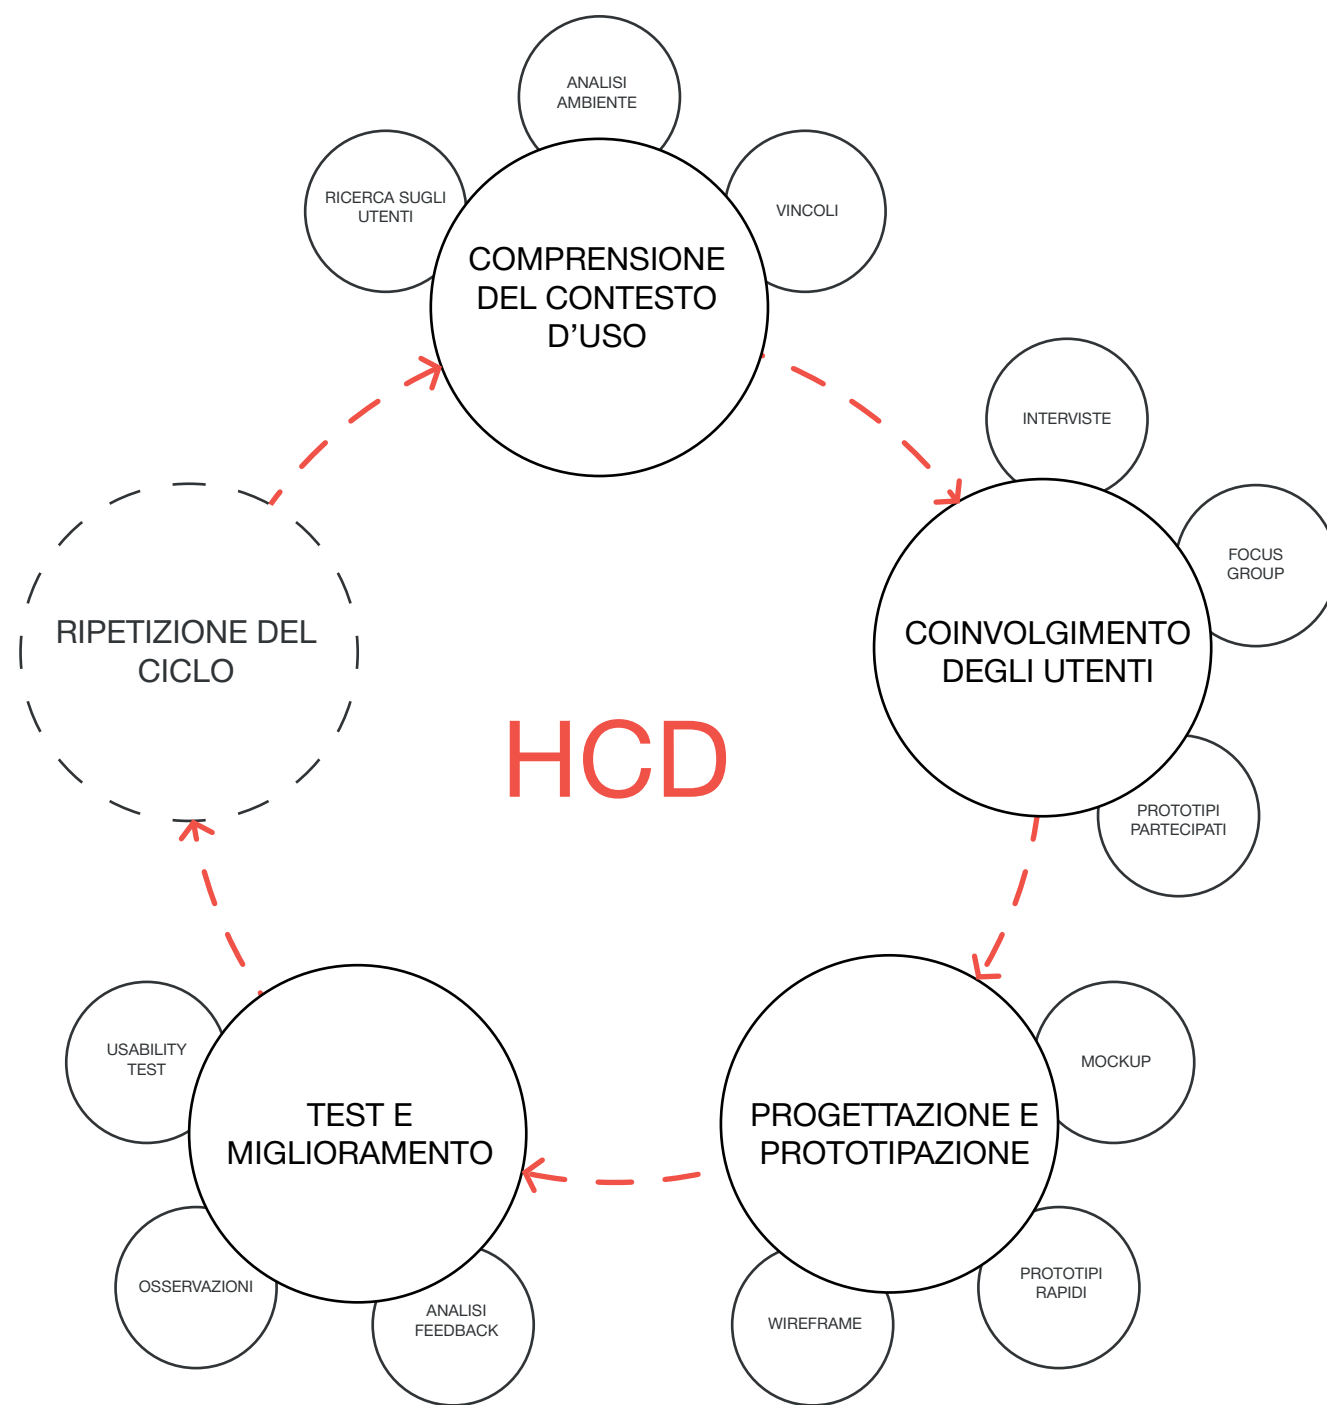 ANALISI
AMBIENTE
RICERCA SUGLI
UTENTI
VINCOLI
COMPRENSIONE
DEL CONTESTO
D’USO
INTERVISTE
FOCUS
GROUP
COINVOLGIMENTO
DEGLI UTENTI
PROTOTIPI
PARTECIPATI
RIPETIZIONE DEL
CICLO
HCD
MOCKUP
PROGETTAZIONE E
PROTOTIPAZIONE
PROTOTIPI
RAPIDI
WIREFRAME
USABILITY
TEST
TEST E
MIGLIORAMENTO
OSSERVAZIONI
ANALISI
FEEDBACK